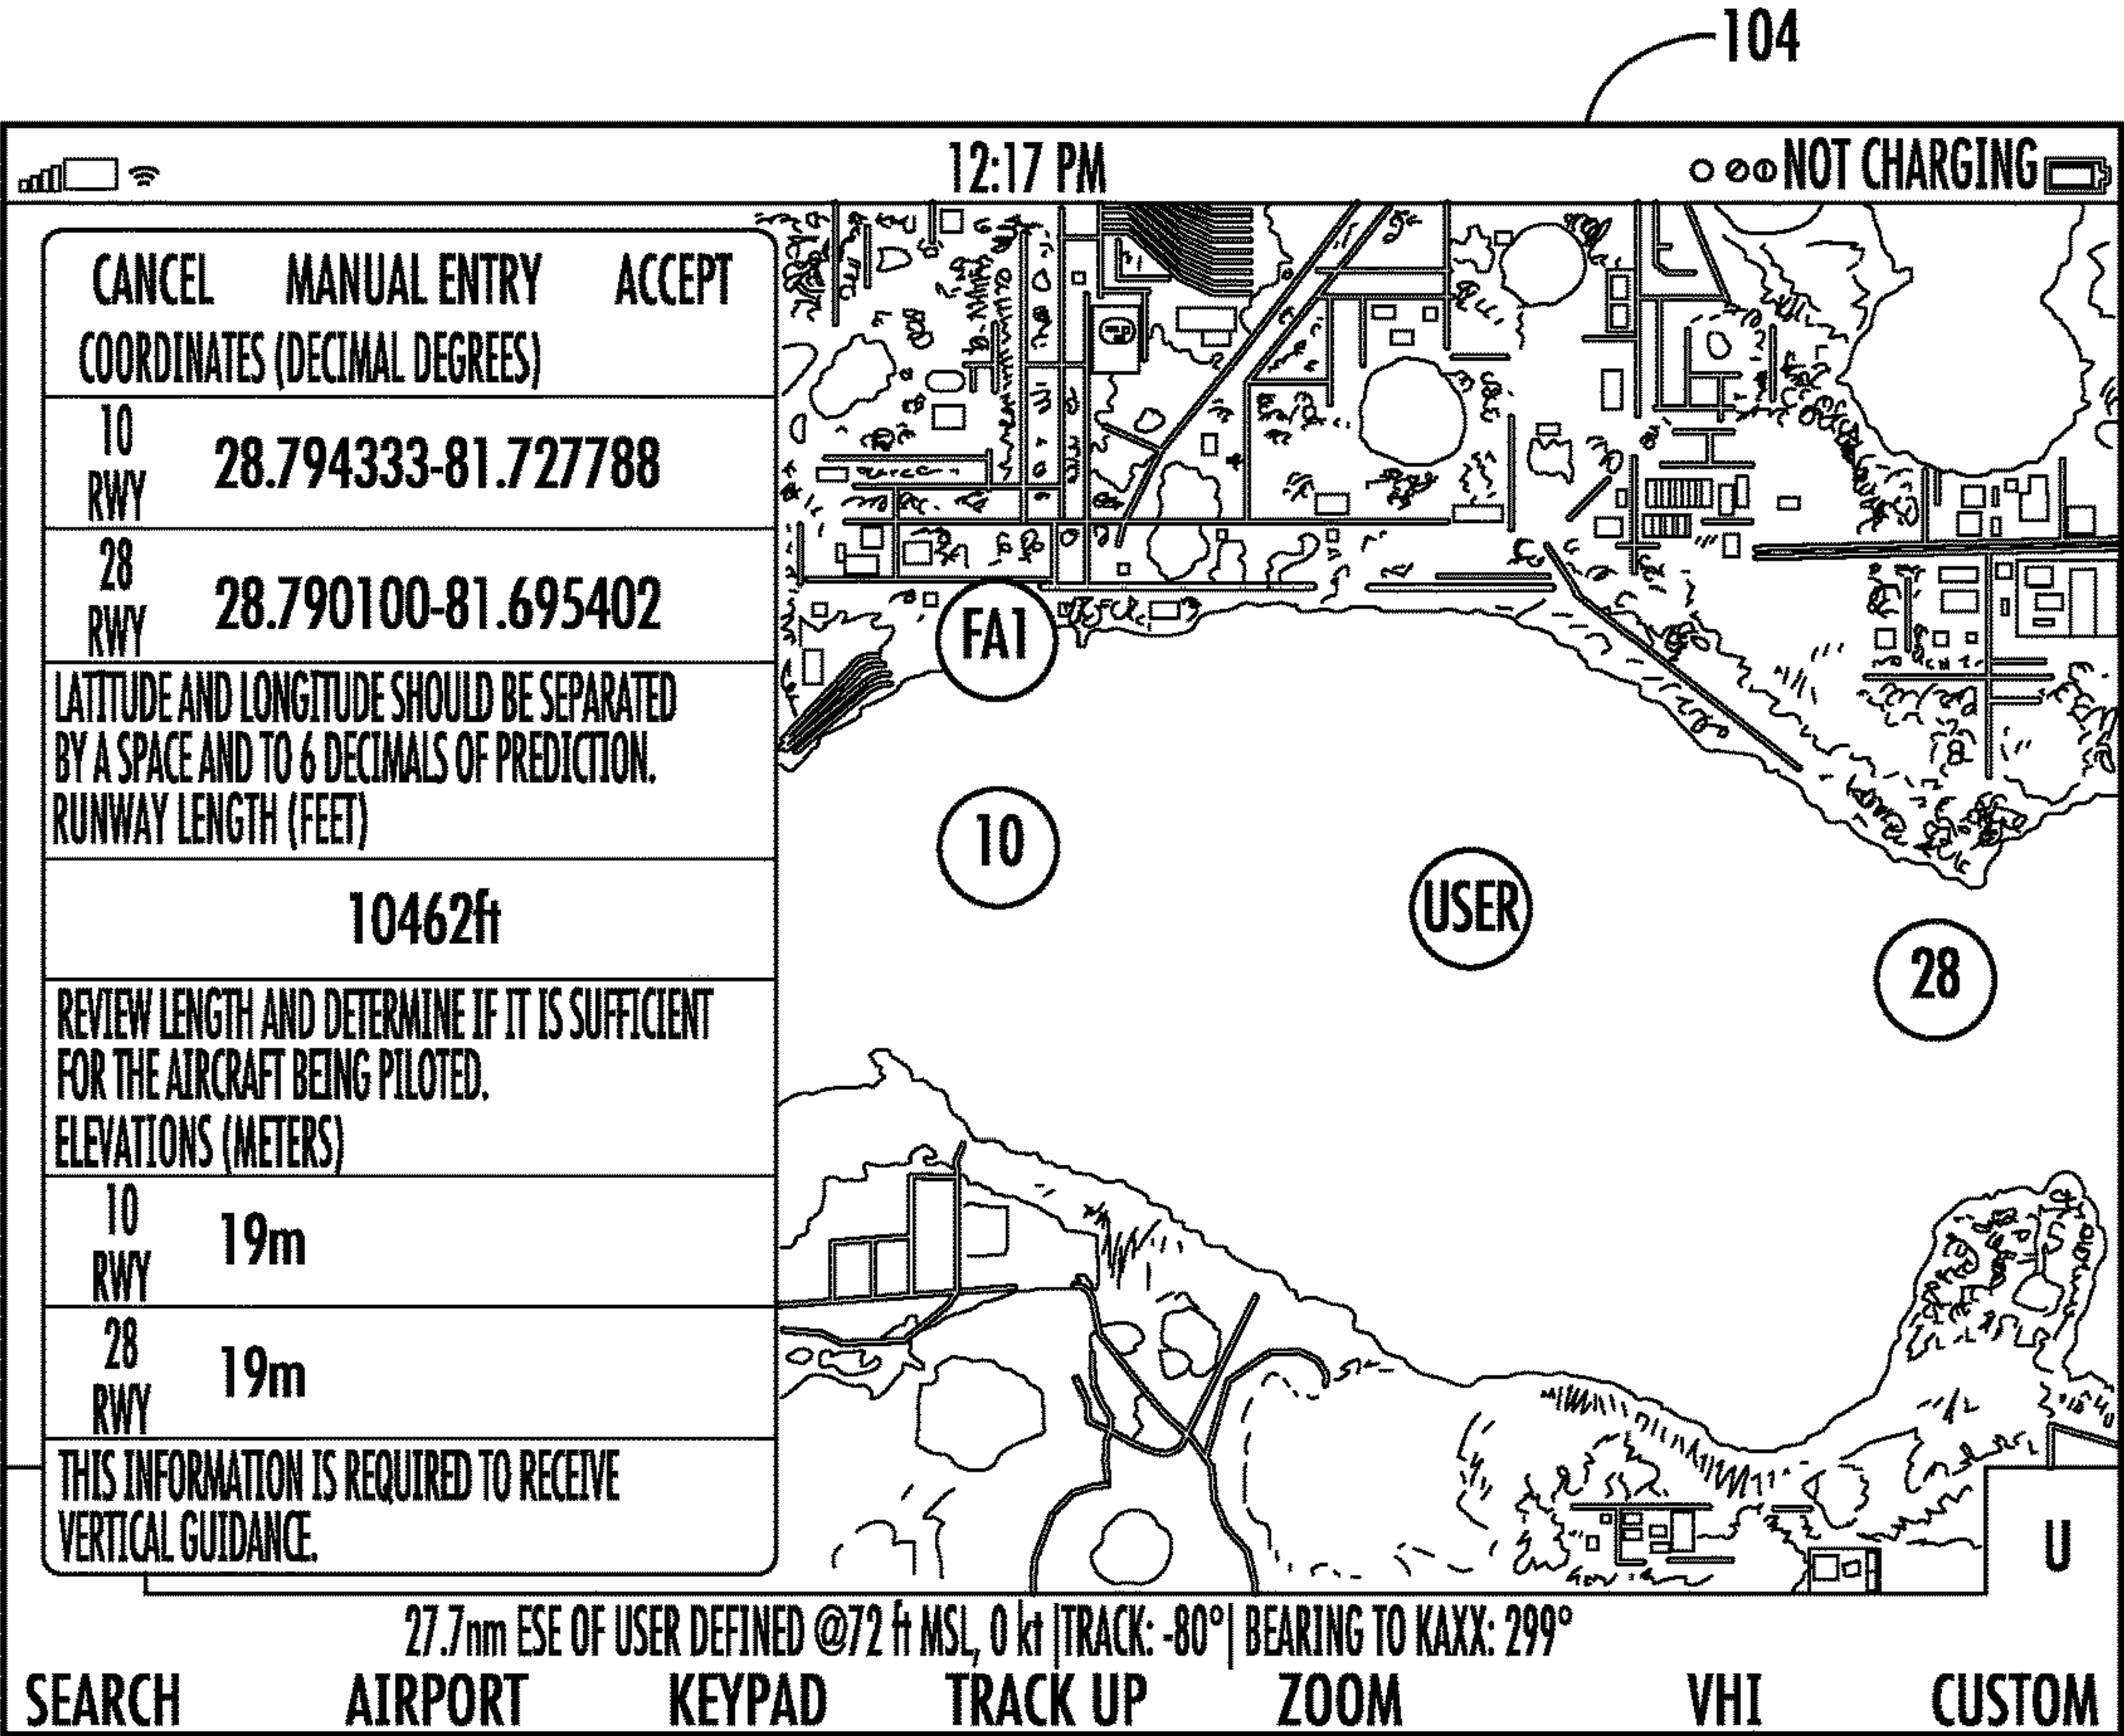 104
12:17 PM
NOT CHARGING
CANCEL MANUAL ENTRY ACCEPT
COORDINATES (DECIMAL DEGREES)
10
RWY
28.794333-81.727788
28
RWY
28.790100-81.695402
LATITUDE AND LONGITUDE SHOULD BE SEPARATED
BY A SPACE AND TO 6 DECIMALS OF PREDICTION.
RUNWAY LENGTH (FEET)
10462ft
REVIEW LENGTH AND DETERMINE IF IT IS SUFFICIENT
FOR THE AIRCRAFT BEING PILOTED.
ELEVATIONS (METERS)
10
RWY
19m
28
RWY
19m
THIS INFORMATION IS REQUIRED TO RECEIVE
VERTICAL GUIDANCE.
FA1
10
USER
28
U
27.7nm ESE OF USER DEFINED @72 ft MSL, 0 kt |TRACK: -80°| BEARING TO KAXX: 299°
SEARCH AIRPORT KEYPAD TRACK UP ZOOM VHI CUSTOM